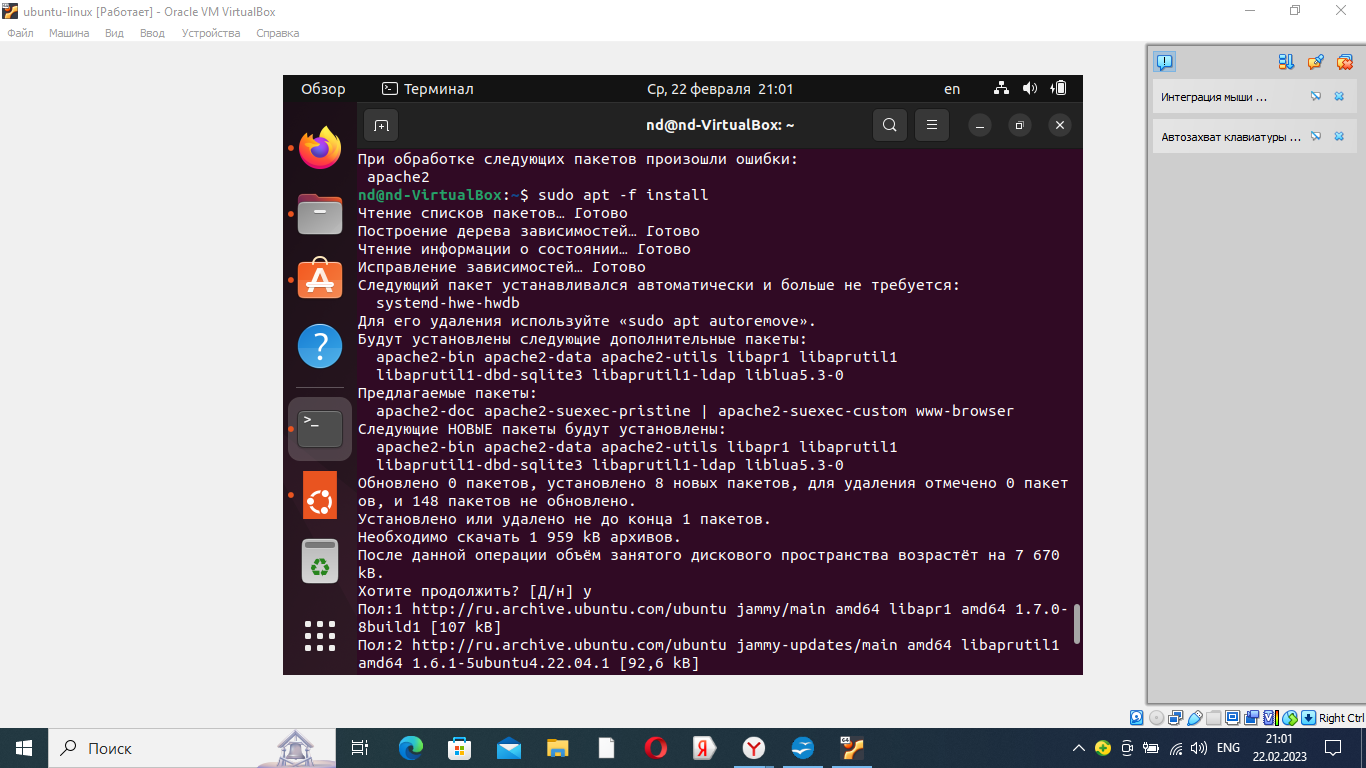 ubuntu-linux [Работает] - Oracle VM VirtualBox
Файл Машина Вид Ввод Устройства Справка
Обзор Терминал Ср, 22 февраля 21:01 en
nd@nd-VirtualBox: ~
При обработке следующих пакетов произошли ошибки:
apache2
nd@nd-VirtualBox:~$ sudo apt -f install
Чтение списков пакетов… Готово
Построение дерева зависимостей… Готово
Чтение информации о состоянии… Готово
Исправление зависимостей… Готово
Следующий пакет устанавливался автоматически и больше не требуется:
systemd-hwe-hwdb
Для его удаления используйте «sudo apt autoremove».
Будут установлены следующие дополнительные пакеты:
apache2-bin apache2-data apache2-utils libapr1 libaprutil1
libaprutil1-dbd-sqlite3 libaprutil1-ldap liblua5.3-0
Предлагаемые пакеты:
apache2-doc apache2-suexec-pristine | apache2-suexec-custom www-browser
Следующие НОВЫЕ пакеты будут установлены:
apache2-bin apache2-data apache2-utils libapr1 libaprutil1
libaprutil1-dbd-sqlite3 libaprutil1-ldap liblua5.3-0
Обновлено 0 пакетов, установлено 8 новых пакетов, для удаления отмечено 0 пакет
ов, и 148 пакетов не обновлено.
Установлено или удалено не до конца 1 пакетов.
Необходимо скачать 1 959 kB архивов.
После данной операции объём занятого дискового пространства возрастёт на 7 670
kB.
Хотите продолжить? [Д/н] y
Пол:1 http://ru.archive.ubuntu.com/ubuntu jammy/main amd64 libapr1 amd64 1.7.0-
8build1 [107 kB]
Пол:2 http://ru.archive.ubuntu.com/ubuntu jammy-updates/main amd64 libaprutil1
amd64 1.6.1-5ubuntu4.22.04.1 [92,6 kB]
Интеграция мыши ...
Автозахват клавиатуры ...
Right Ctrl
Поиск
ENG
21:01
22.02.2023